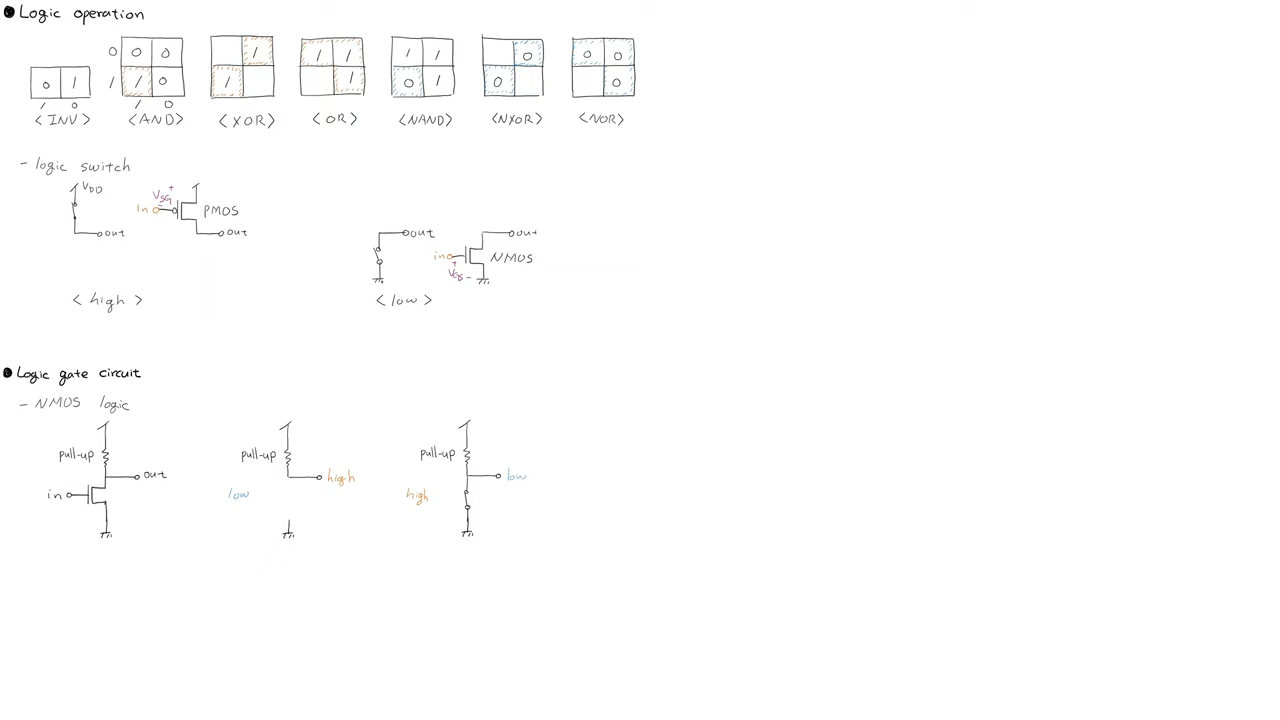 ● Logic operation
0 0 0 1 1 1 1 1 0 0 0
0 1 1 1 0 1 1 0 1 0 0
1 0 1 0
<INV> <AND> <XOR> <OR> <NAND> <NXOR> <NOR>
- logic switch
VDD
out
VSG
+
-
in
PMOS
out
out
out
in
NMOS
+
VGS -
<high> <low>
● Logic gate circuit
- NMOS logic
pull-up pull-up pull-up
out high low
in low high